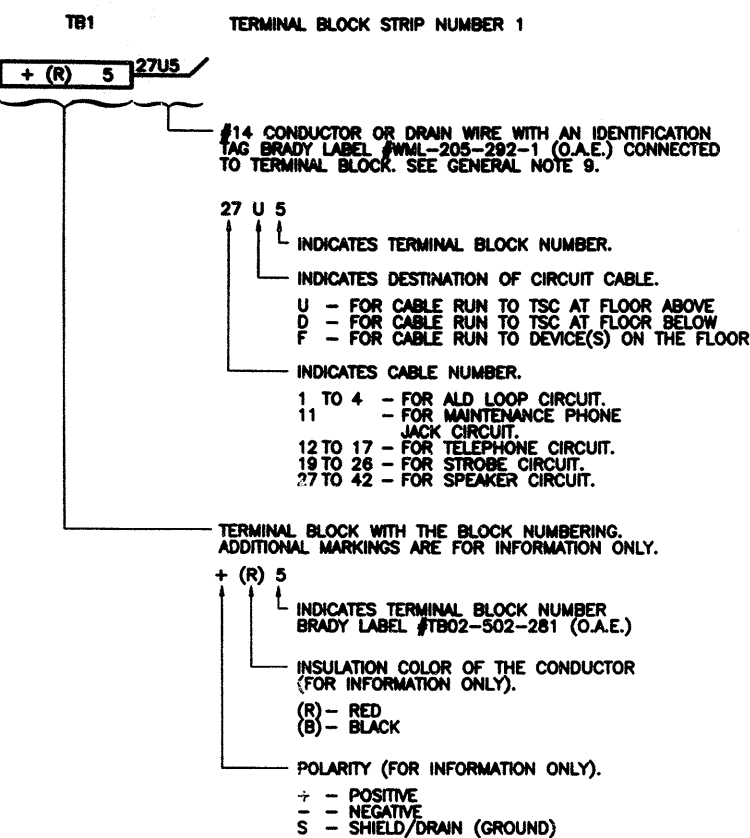 TB1 TERMINAL BLOCK STRIP NUMBER 1
+ (R) 5 27U5
#14 CONDUCTOR OR DRAIN WIRE WITH AN IDENTIFICATION
TAG BRADY LABEL #WML-205-292-1 (O.A.E.) CONNECTED
TO TERMINAL BLOCK. SEE GENERAL NOTE 9.
27 U 5
INDICATES TERMINAL BLOCK NUMBER.
INDICATES DESTINATION OF CIRCUIT CABLE.
U - FOR CABLE RUN TO TSC AT FLOOR ABOVE
D - FOR CABLE RUN TO TSC AT FLOOR BELOW
F - FOR CABLE RUN TO DEVICE(S) ON THE FLOOR
INDICATES CABLE NUMBER.
1 TO 4 - FOR ALD LOOP CIRCUIT.
11 - FOR MAINTENANCE PHONE
JACK CIRCUIT.
12 TO 17 - FOR TELEPHONE CIRCUIT.
19 TO 26 - FOR STROBE CIRCUIT.
27 TO 42 - FOR SPEAKER CIRCUIT.
TERMINAL BLOCK WITH THE BLOCK NUMBERING.
ADDITIONAL MARKINGS ARE FOR INFORMATION ONLY.
+ (R) 5
INDICATES TERMINAL BLOCK NUMBER
BRADY LABEL #TB02-502-281 (O.A.E.)
INSULATION COLOR OF THE CONDUCTOR
(FOR INFORMATION ONLY).
(R) - RED
(B) - BLACK
POLARITY (FOR INFORMATION ONLY).
+ - POSITIVE
- - NEGATIVE
S - SHIELD/DRAIN (GROUND)